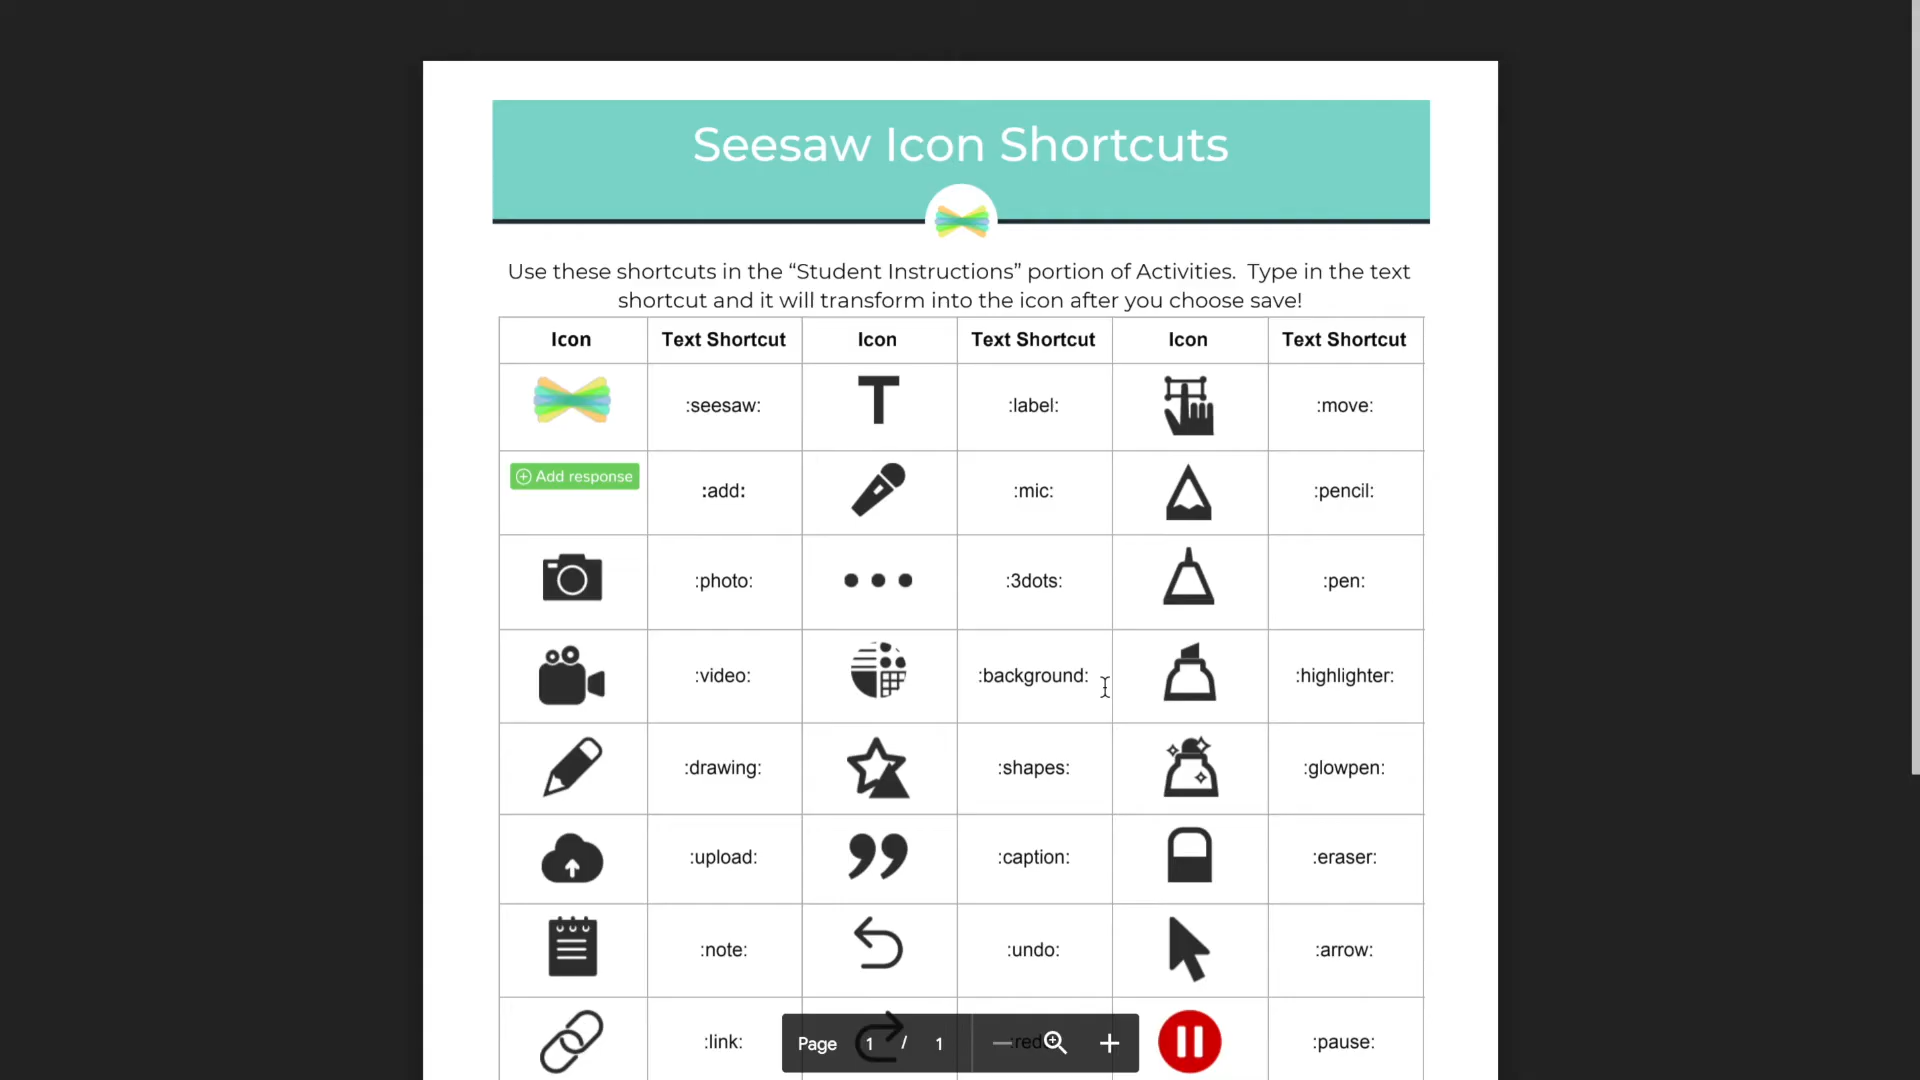 Seesaw Icon Shortcuts
Use these shortcuts in the “Student Instructions” portion of Activities.  Type in the text
shortcut and it will transform into the icon after you choose save!
Icon Text Shortcut Icon Text Shortcut Icon Text Shortcut
:seesaw: :label: :move:
Add response :add: :mic: :pencil:
:photo: :3dots: :pen:
:video: :background: :highlighter:
:drawing: :shapes: :glowpen:
:upload: :caption: :eraser:
:note: :undo: :arrow:
:link: :pause:
Page 1 / 1